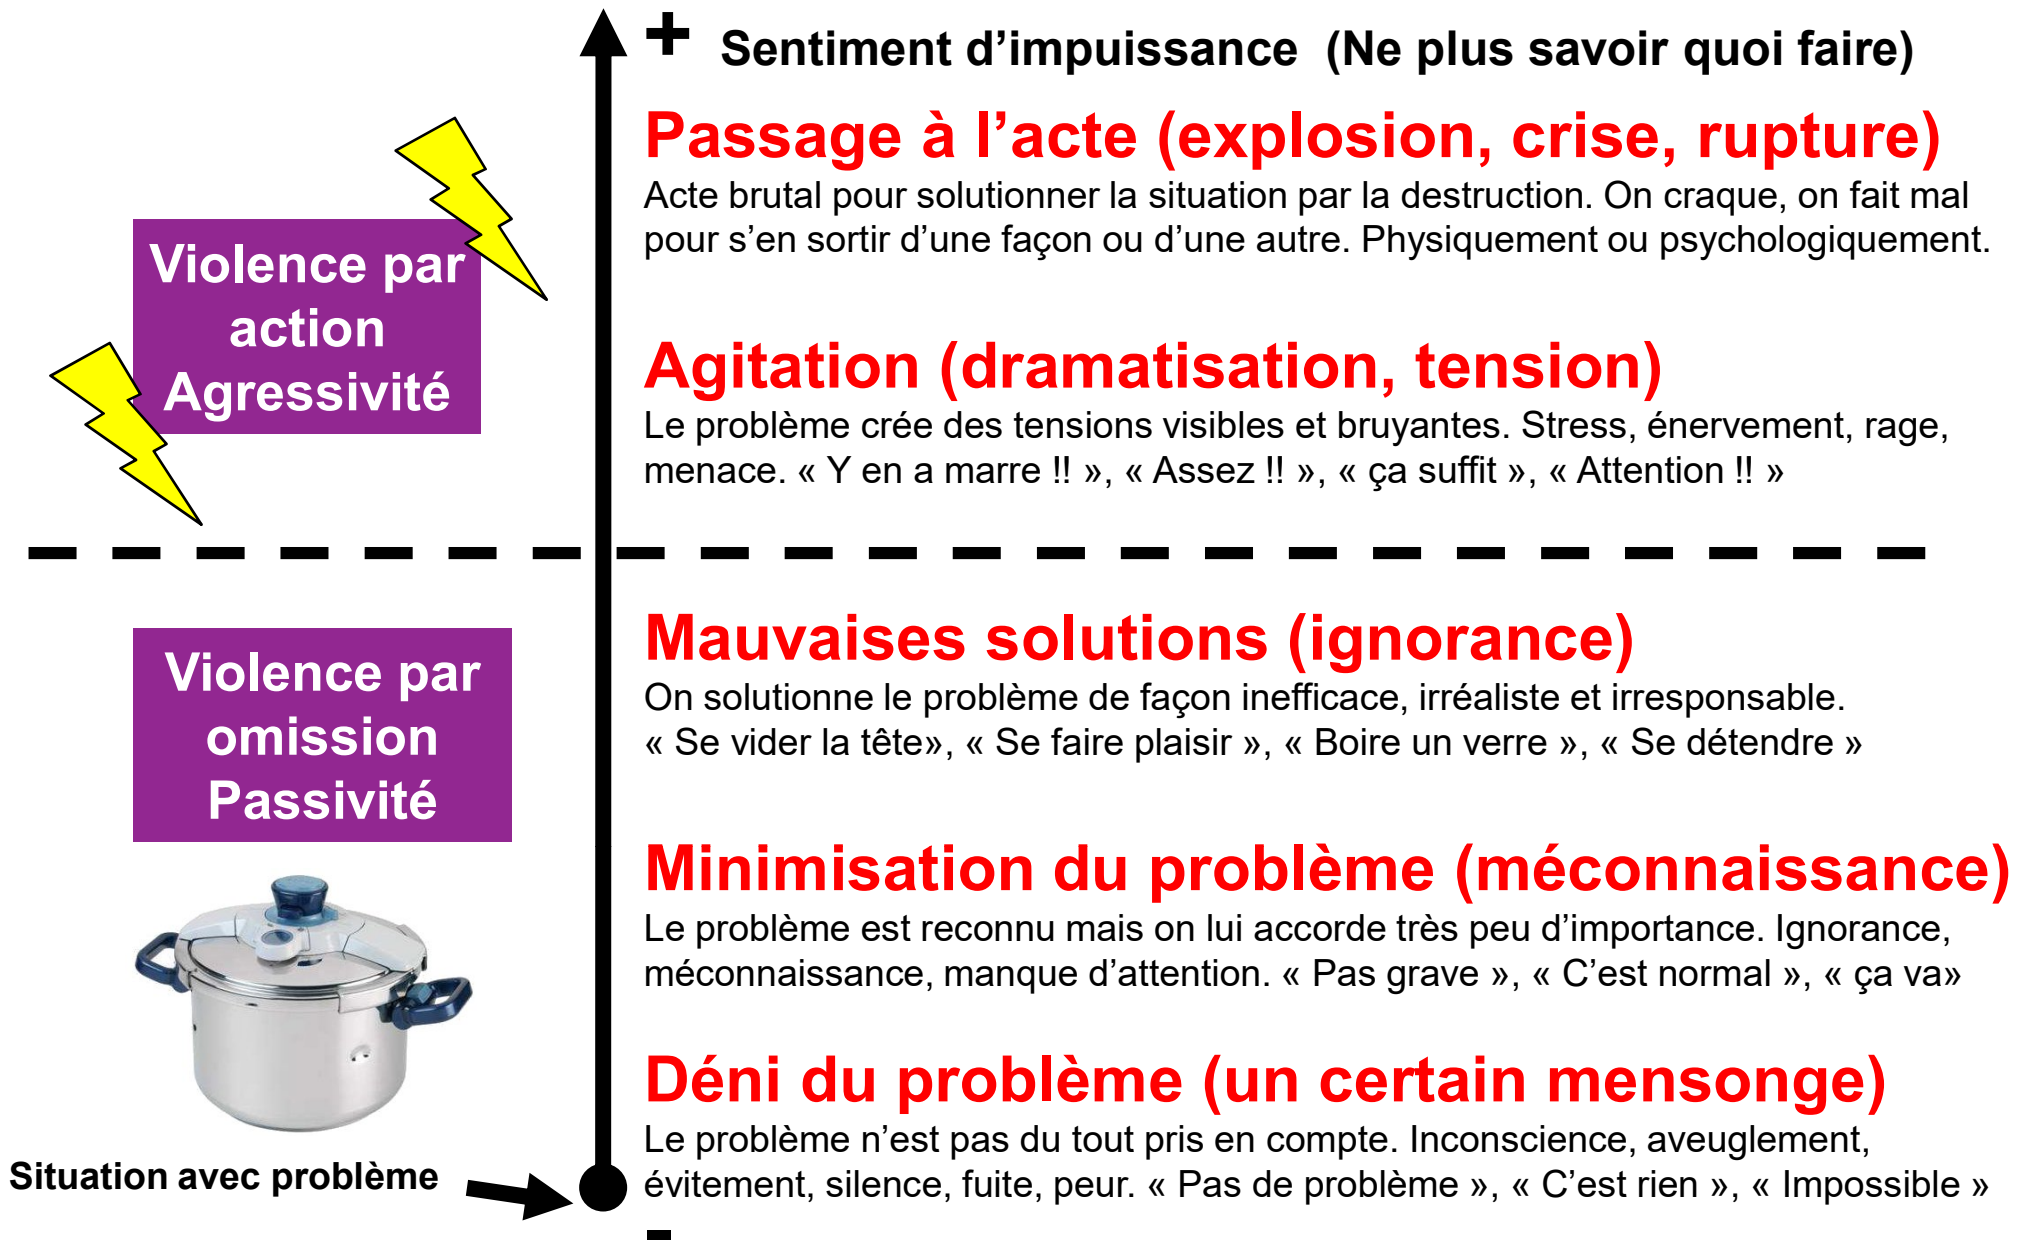 + Sentiment d’impuissance (Ne plus savoir quoi faire)
Passage à l’acte (explosion, crise, rupture)
Acte brutal pour solutionner la situation par la destruction. On craque, on fait mal
pour s’en sortir d’une façon ou d’une autre. Physiquement ou psychologiquement.
Violence par
action
Agressivité
Agitation (dramatisation, tension)
Le problème crée des tensions visibles et bruyantes. Stress, énervement, rage,
menace. « Y en a marre !! », « Assez !! », « ça suffit », « Attention !! »
Mauvaises solutions (ignorance)
On solutionne le problème de façon inefficace, irréaliste et irresponsable.
« Se vider la tête», « Se faire plaisir », « Boire un verre », « Se détendre »
Violence par
omission
Passivité
Minimisation du problème (méconnaissance)
Le problème est reconnu mais on lui accorde très peu d’importance. Ignorance,
méconnaissance, manque d’attention. « Pas grave », « C’est normal », « ça va»
Déni du problème (un certain mensonge)
Le problème n’est pas du tout pris en compte. Inconscience, aveuglement,
évitement, silence, fuite, peur. « Pas de problème », « C’est rien », « Impossible »
Situation avec problème
-